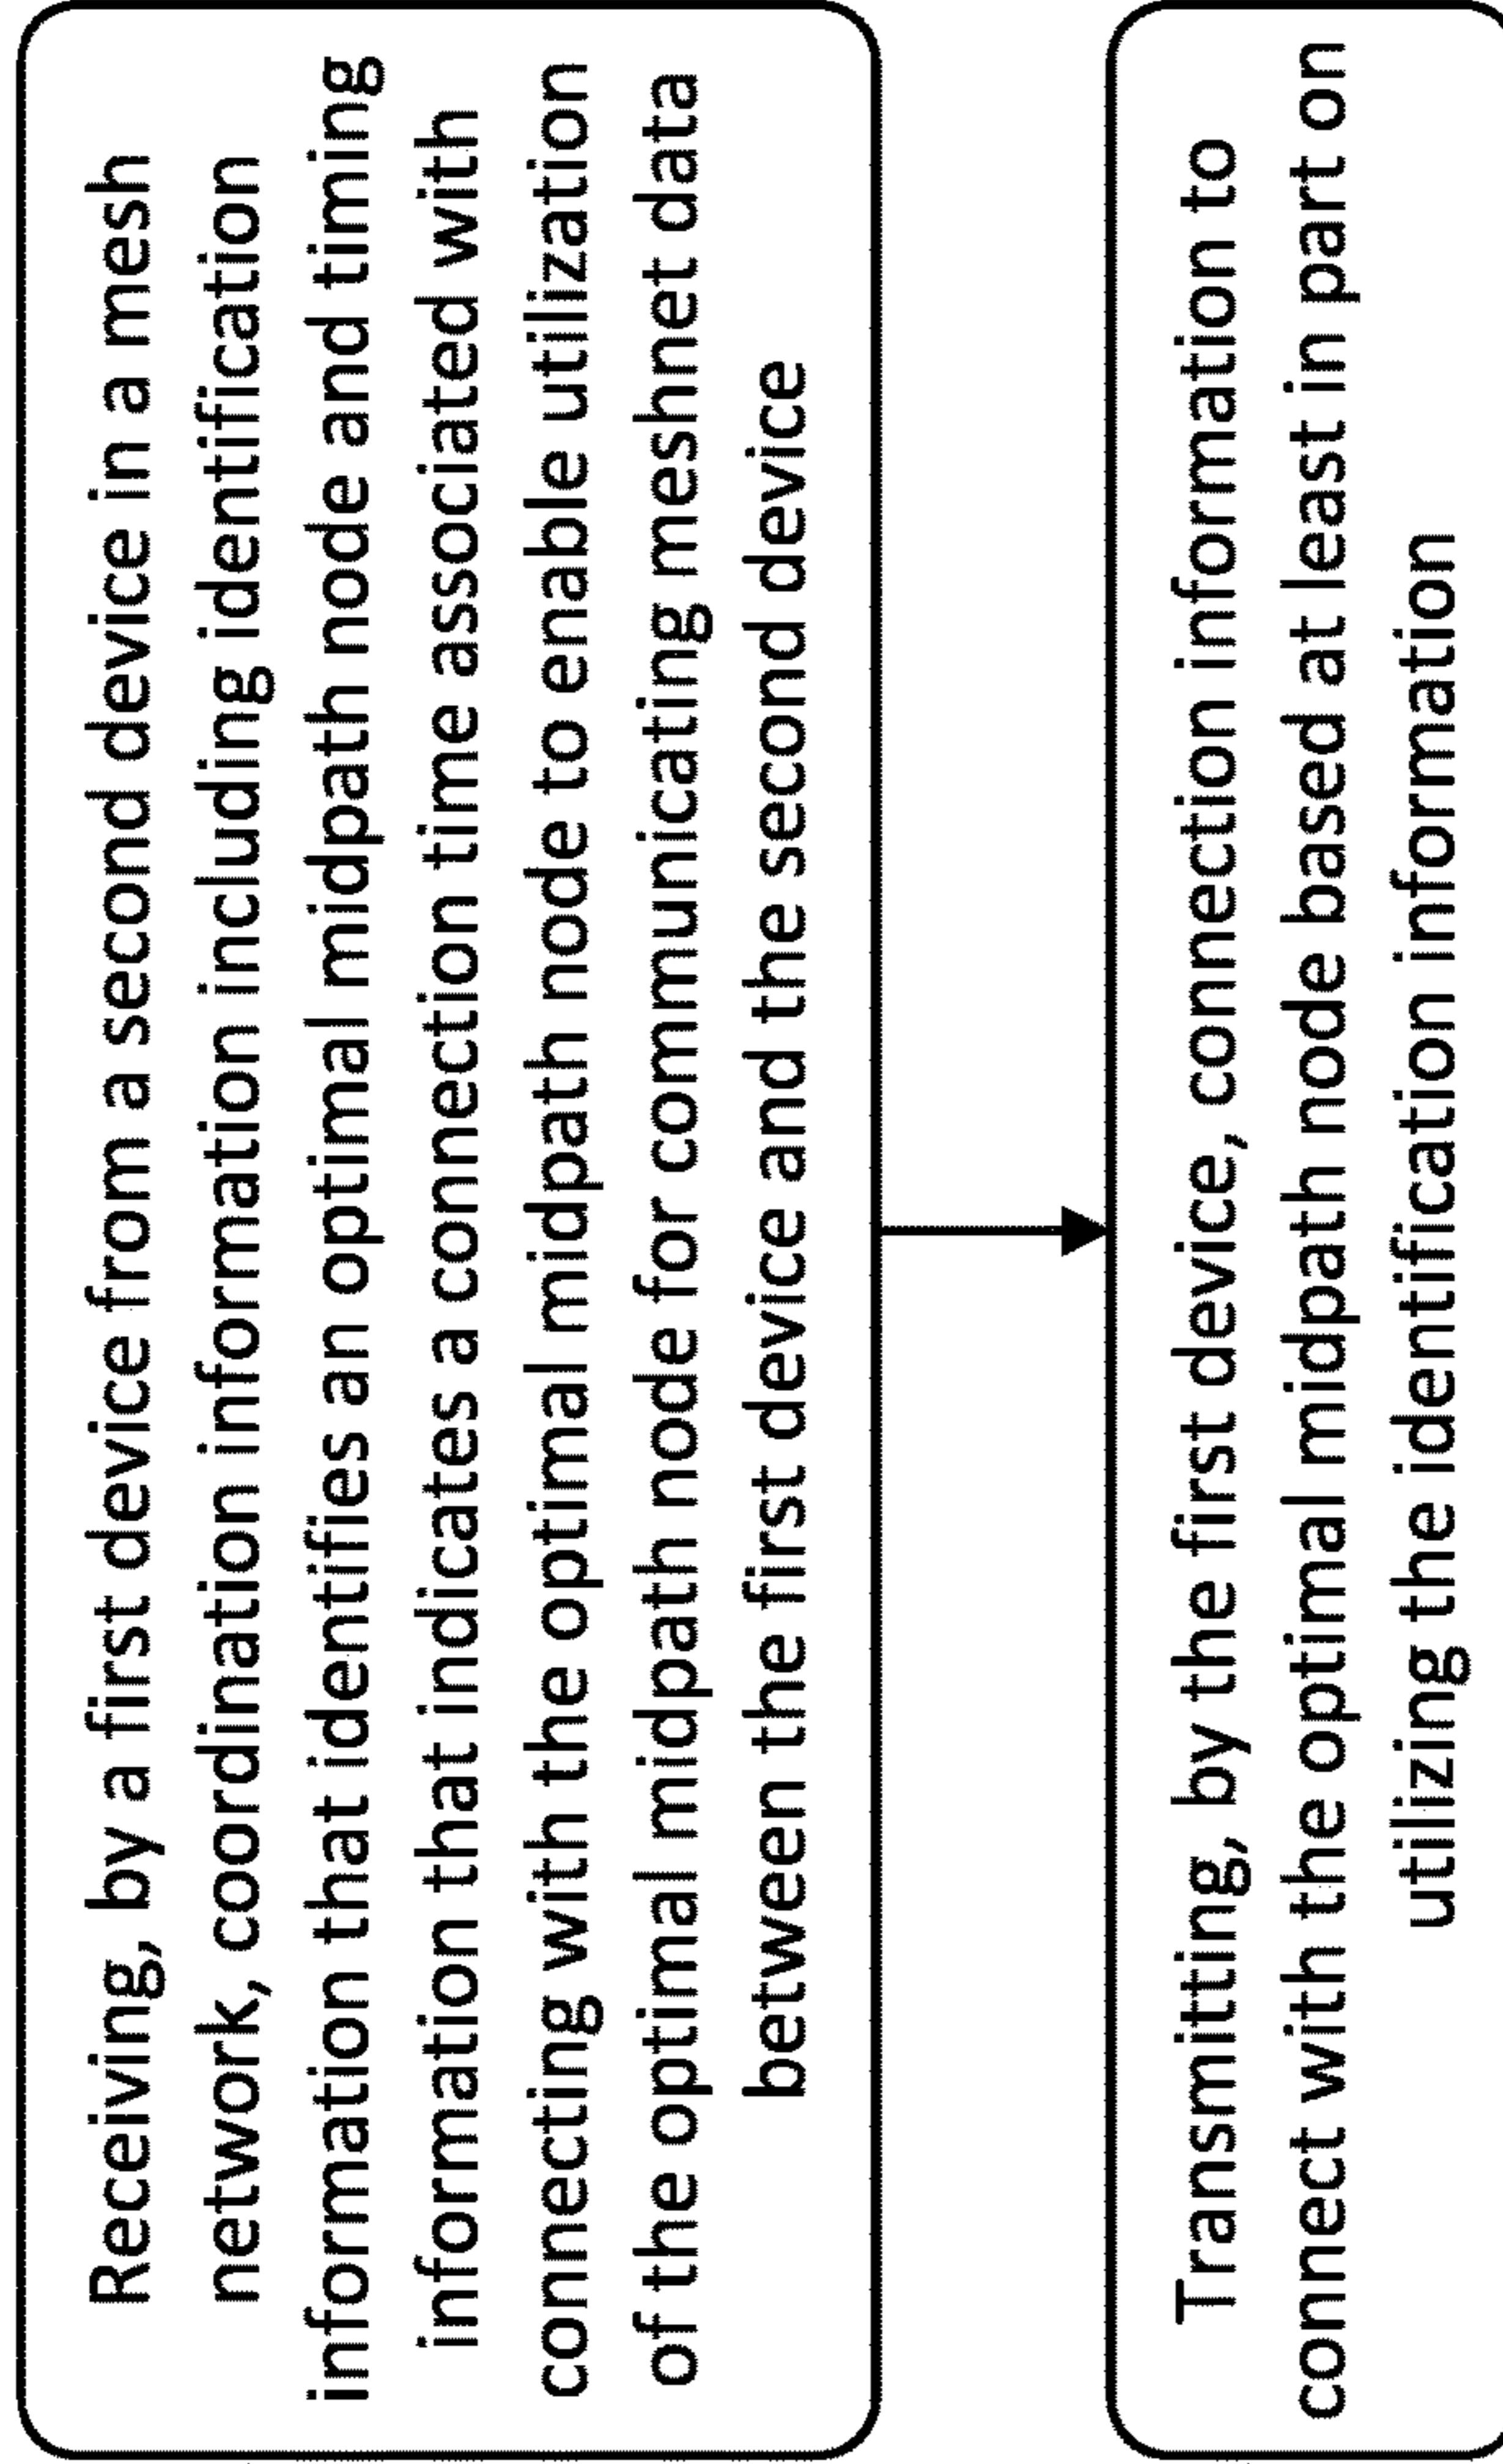 Receiving, by a first device from a second device in a mesh
network, coordination information including identification
information that identifies an optimal midpath node and timing
information that indicates a connection time associated with
connecting with the optimal midpath node to enable utilization
of the optimal midpath node for communicating meshnet data
between the first device and the second device
Transmitting, by the first device, connection information to
connect with the optimal midpath node based at least in part on
utilizing the identification information